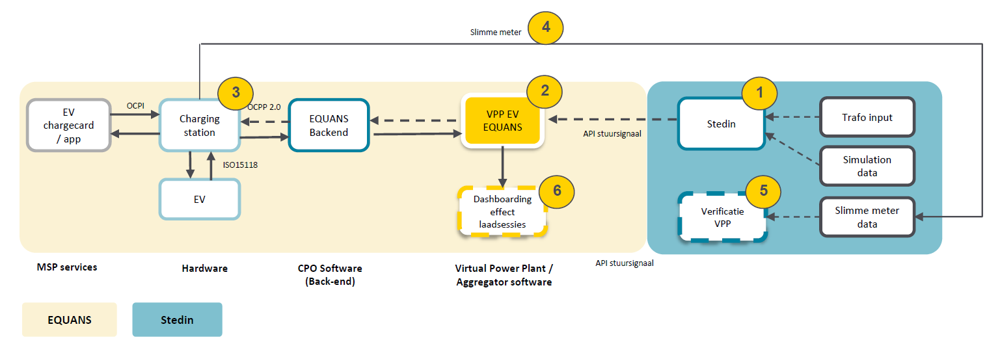 Slimme meter
4
3
2
1
OCPI
OCPP 2.0
EV
chargecard
/ app
Charging
station
EQUANS
Backend
VPP EV
EQUANS
API stuursignaal
Stedin
Trafo input
Simulation
data
ISO15118
EV
6
Dashboarding
effect
laadsessies
5
Verificatie
VPP
Slimme meter
data
MSP services
Hardware
CPO Software
(Back-end)
Virtual Power Plant /
Aggregator software
API stuursignaal
EQUANS
Stedin